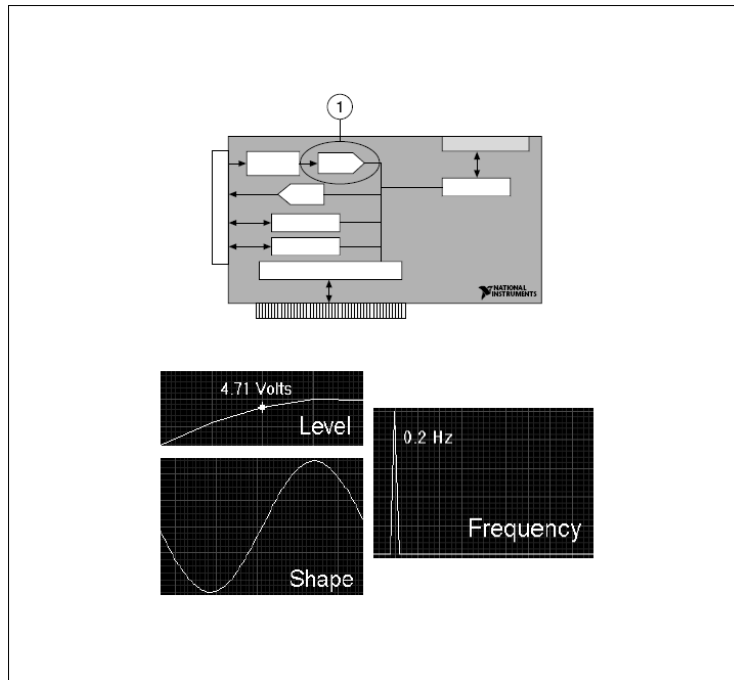 1
NATIONAL
INSTRUMENTS
4.71 Volts
Level
0.2 Hz
Frequency
Shape